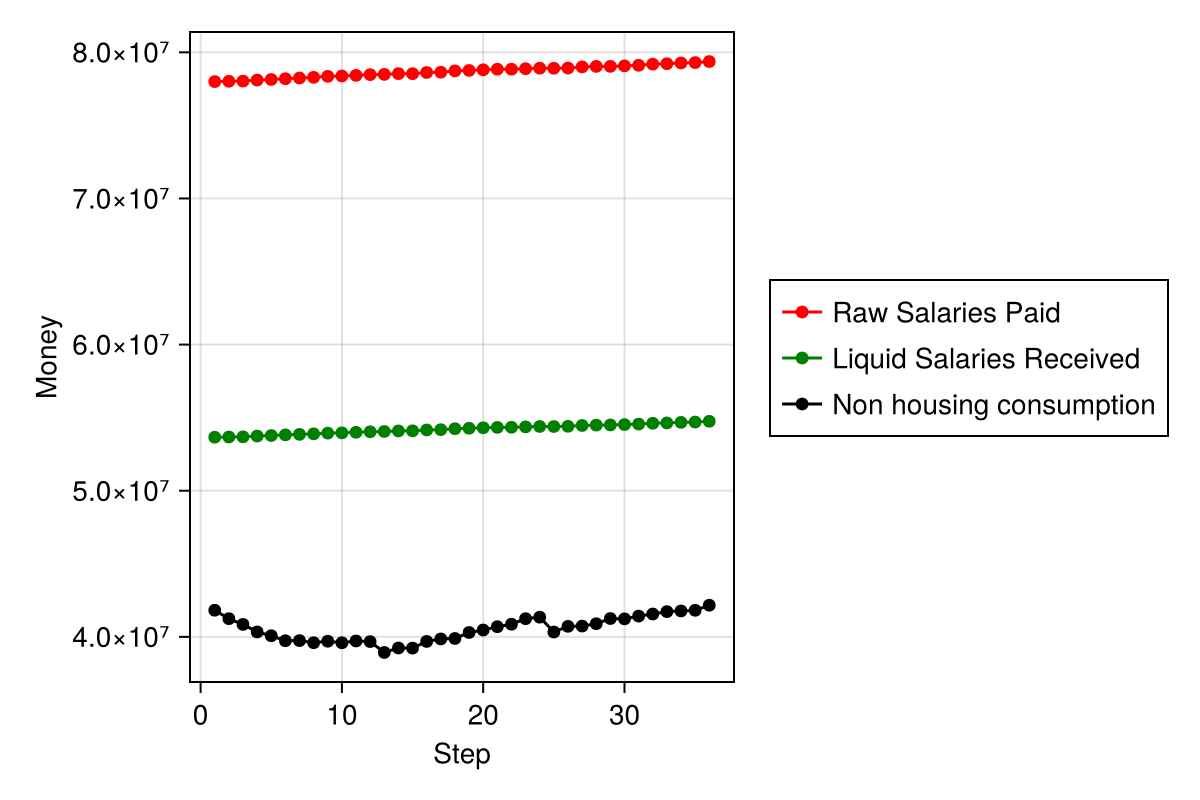 8.0×10⁷
7.0×10⁷
6.0×10⁷
5.0×10⁷
4.0×10⁷
Money
0 10 20 30
Step
Raw Salaries Paid
Liquid Salaries Received
Non housing consumption